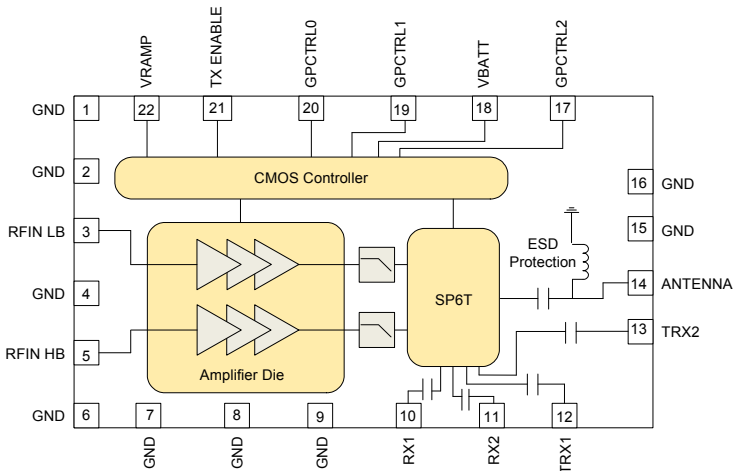 VRAMP
TX ENABLE
GPCTRL0
GPCTRL1
VBATT
GPCTRL2
GND 1
22
21
20
19
18
17
GND 2
CMOS Controller
16 GND
RFIN LB 3
15 GND
ESD
Protection
GND 4
SP6T
14 ANTENNA
13 TRX2
RFIN HB 5
Amplifier Die
GND 6
7
8
9
10
11
12
GND
GND
GND
RX1
RX2
TRX1